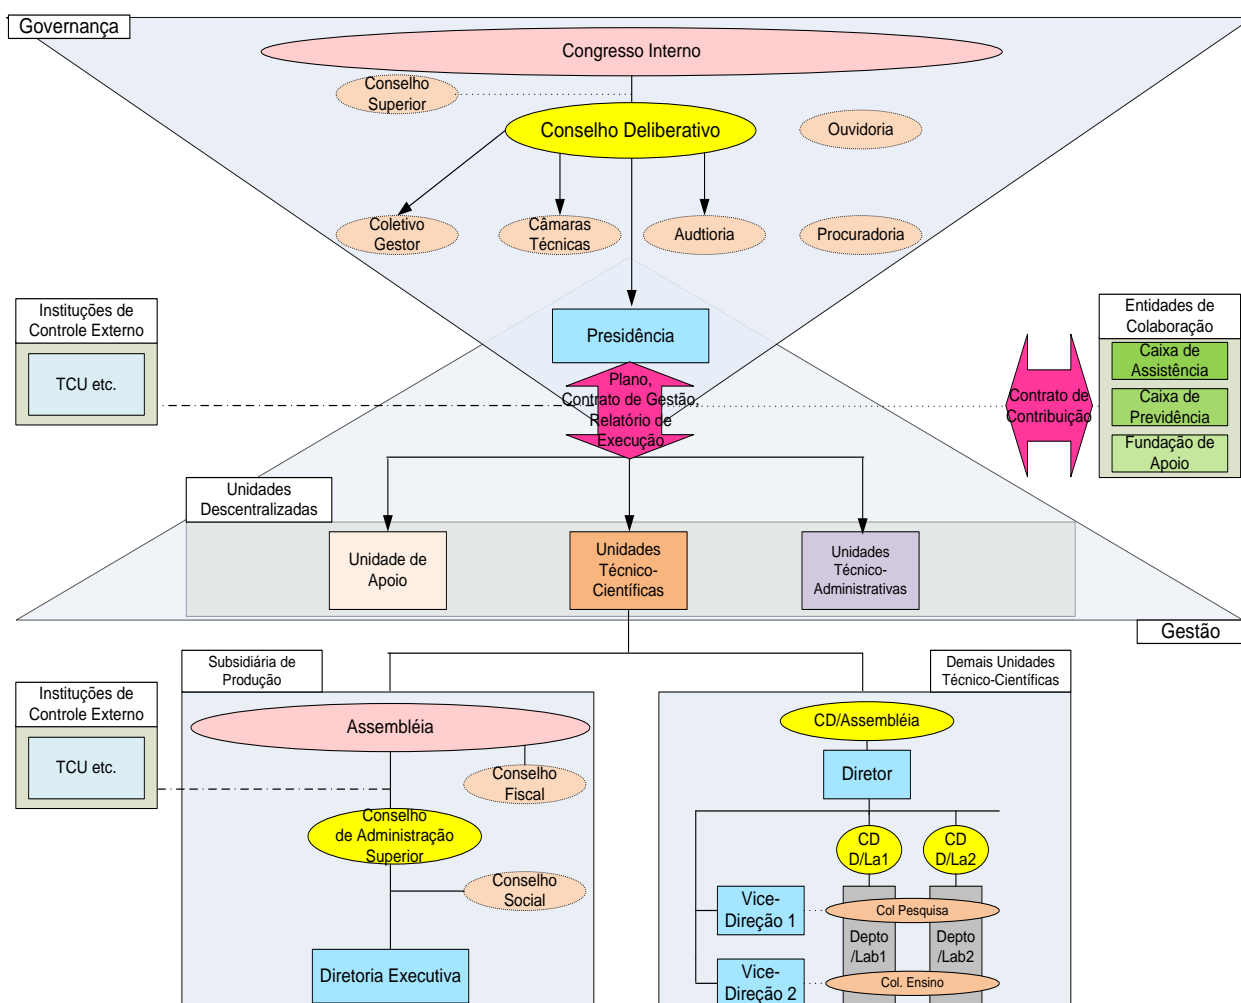 Governança
Congresso Interno
Conselho
Superior
Conselho Deliberativo
Ouvidoria
Coletivo
Gestor
Câmaras
Técnicas
Audtioria
Procuradoria
Instituções de
Controle Externo
TCU etc.
Presidência
Entidades de
Colaboração
Caixa de
Assistência
Caixa de
Previdência
Fundação de
Apoio
Plano,
Contrato de Gestão,
Relatório de
Execução
Contrato de
Contribuição
Unidades
Descentralizadas
Unidade de
Apoio
Unidades
Técnico-
Científicas
Unidades
Técnico-
Administrativas
Gestão
Subsidiária de
Produção
Demais Unidades
Técnico-Científicas
Instituções de
Controle Externo
TCU etc.
Assembléia
Conselho
Fiscal
Conselho
de Administração
Superior
Conselho
Social
Diretoria Executiva
CD/Assembléia
Diretor
CD
D/La1
CD
D/La2
Vice-
Direção 1
Col Pesquisa
Depto
/Lab1
Depto
/Lab2
Vice-
Direção 2
Col. Ensino